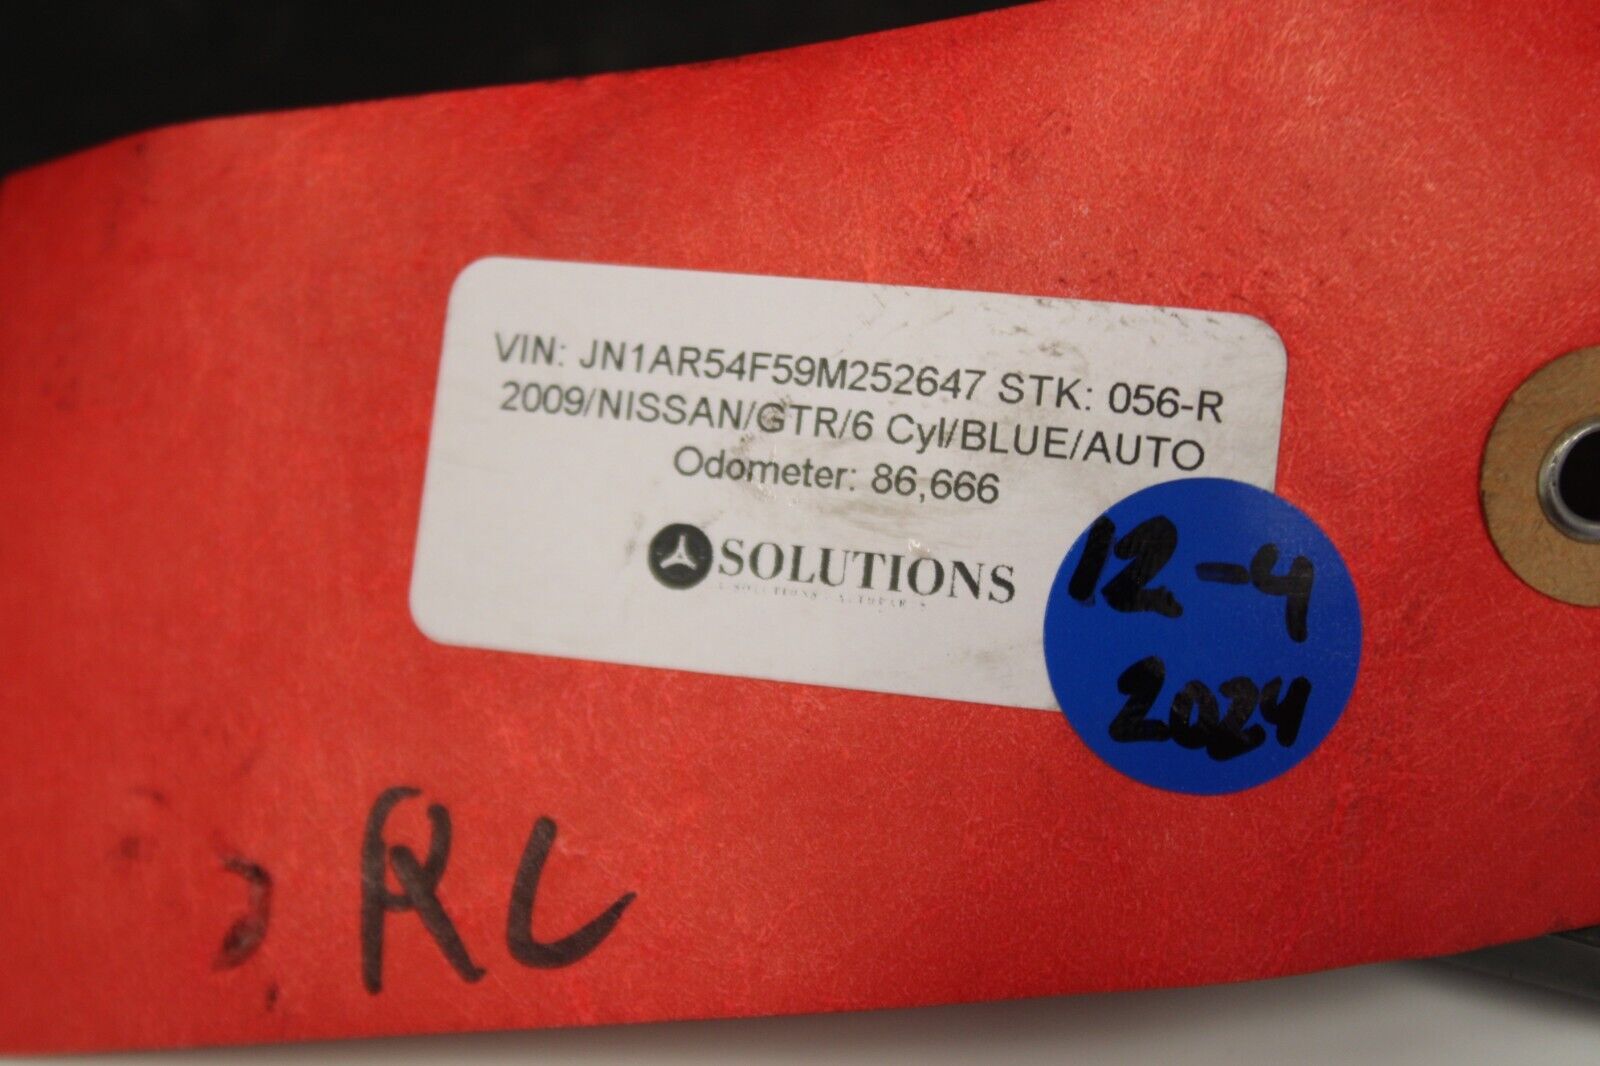 VIN: JN1AR54F59M252647 STK: 056-R
2009/NISSAN/GTR/6 Cyl/BLUE/AUTO
Odometer: 86,666
SOLUTIONS
12-4
2024
RL